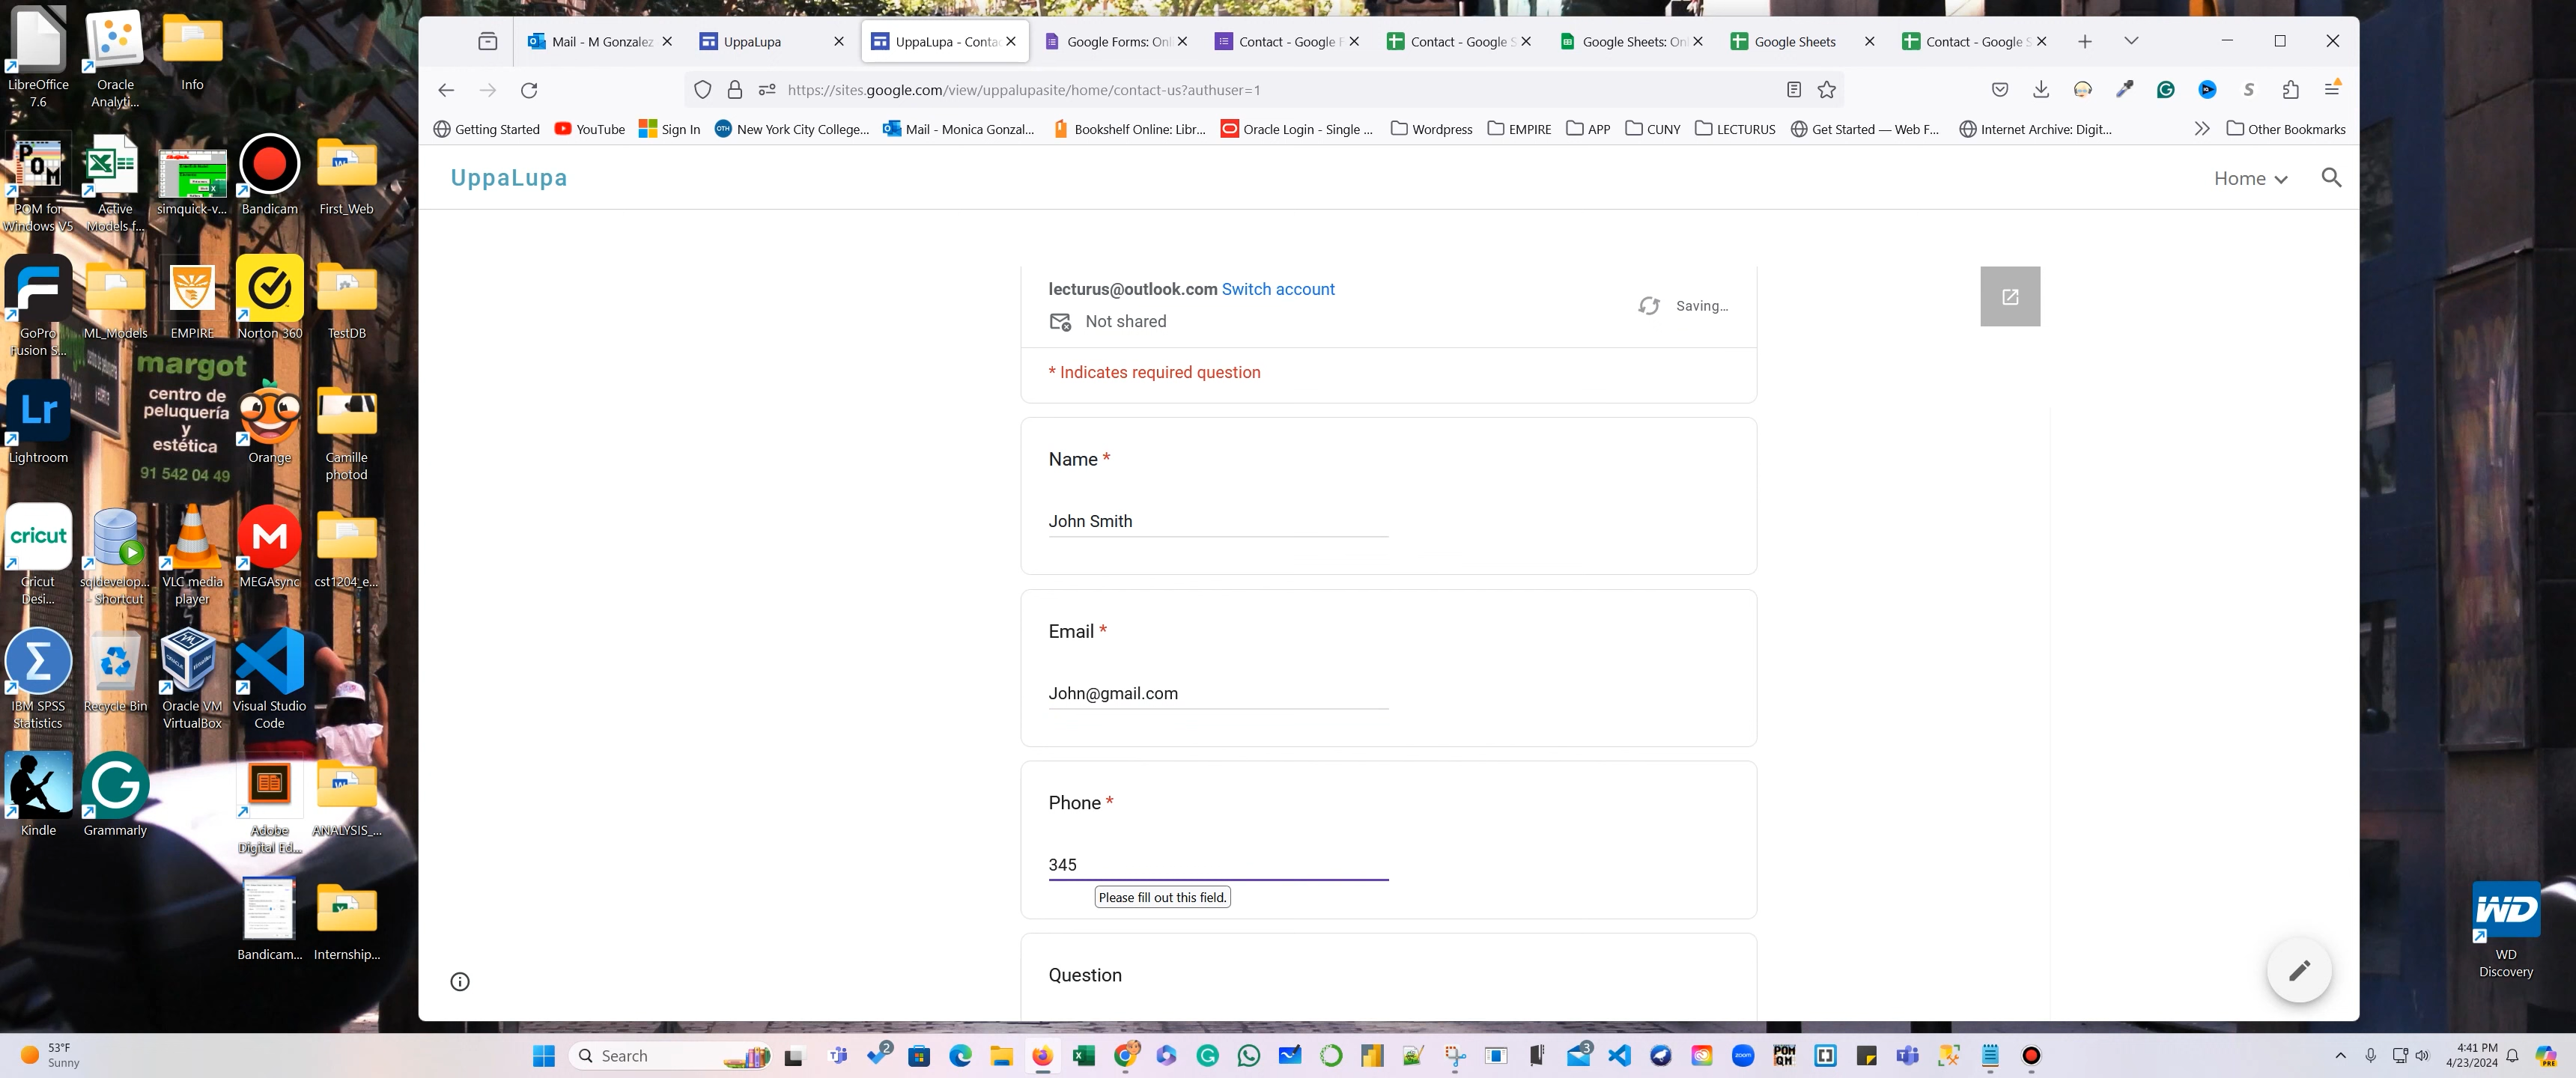 LibreOffice 7.6
Oracle Analyti...
Info
POM for Windows V5
Active Models f...
simquick-v...
Bandicam
First_Web
GoPro Fusion S...
ML_Models
EMPIRE
Norton 360
TestDB
margot
centro de
peluquería
y
estética
91 542 04 49
Lr
Lightroom
Orange
Camille photod
cricut
Cricut Desi...
sqldevelop... - Shortcut
VLC media player
MEGAsync
cst1204_e...
IBM SPSS Statistics
Recycle Bin
Oracle VM VirtualBox
Visual Studio Code
Kindle
Grammarly
Adobe Digital Ed...
ANALYSIS_...
Bandicam...
Internship...
WD
WD Discovery
Mail - M Gonzalez
UppaLupa
UppaLupa - Conta
Google Forms: Onl
Contact - Google F
Contact - Google S
Google Sheets: Onl
Google Sheets
Contact - Google S
https://sites.google.com/view/uppalupasite/home/contact-us?authuser=1
Getting Started
YouTube
Sign In
New York City College...
Mail - Monica Gonzal...
Bookshelf Online: Libr...
Oracle Login - Single ...
Wordpress
EMPIRE
APP
CUNY
LECTURUS
Get Started — Web F...
Internet Archive: Digit...
Other Bookmarks
UppaLupa
Home
lecturus@outlook.com Switch account
Not shared
Saving...
* Indicates required question
Name *
John Smith
Email *
John@gmail.com
Phone *
345
Please fill out this field.
Question
53°F
Sunny
Search
2
3
zoom
4:41 PM
4/23/2024